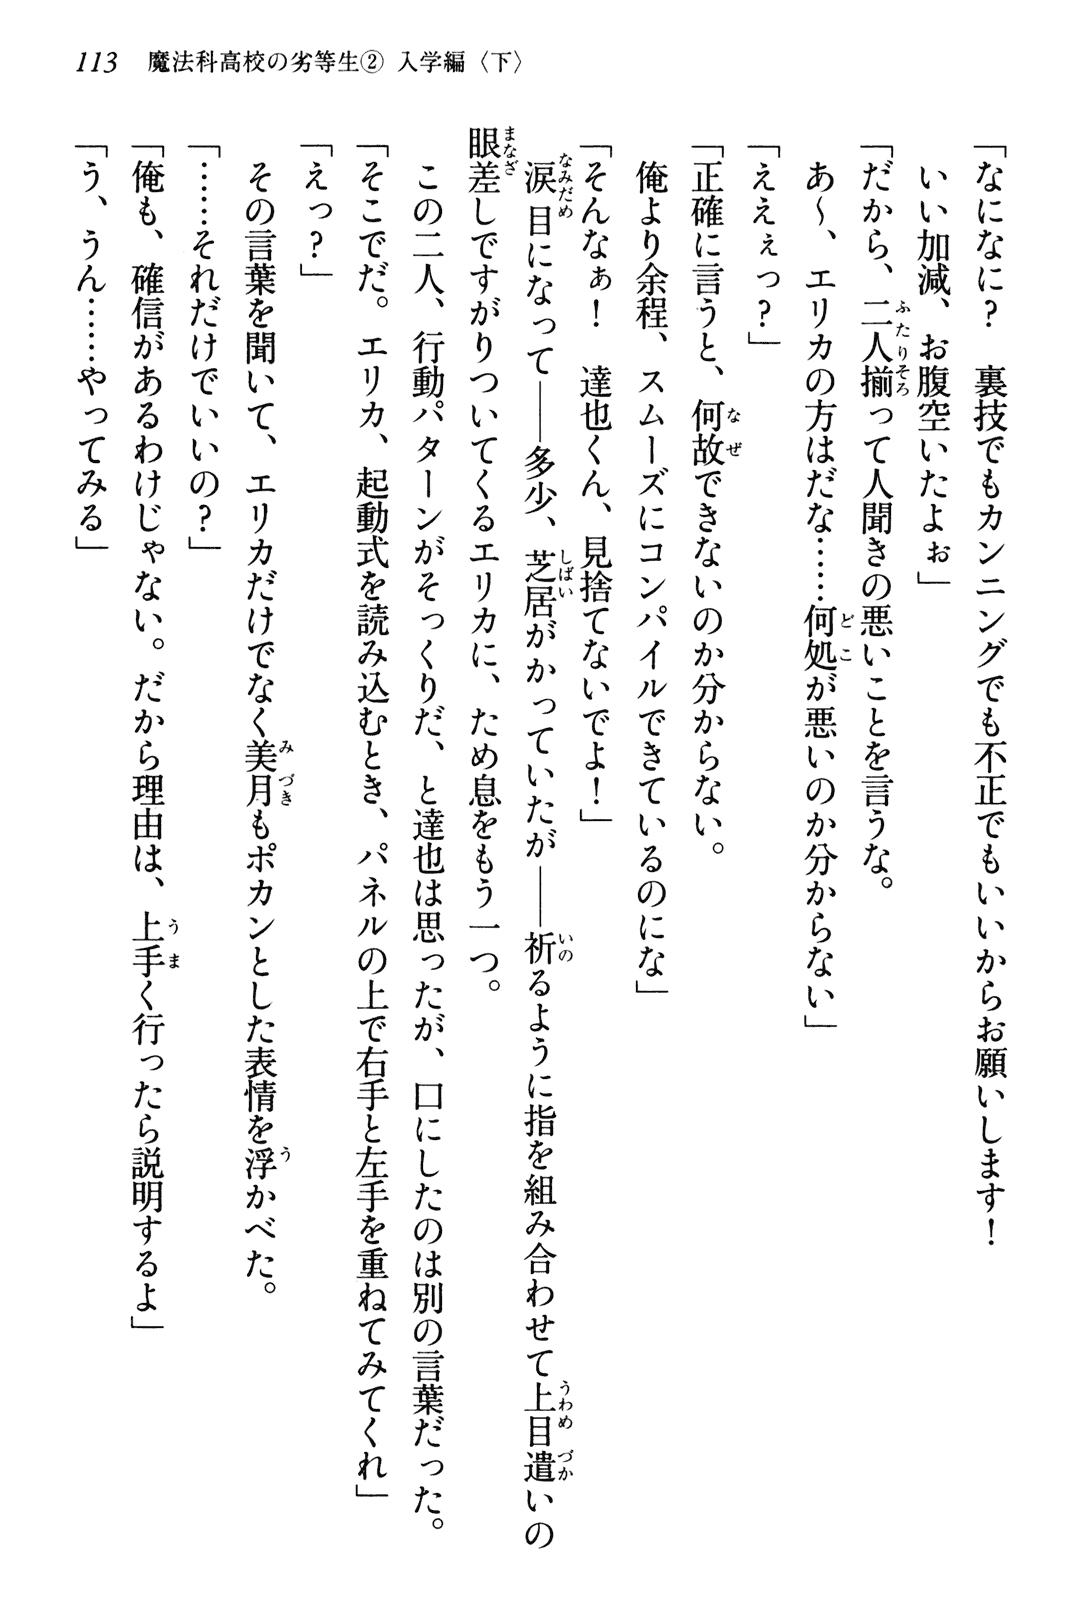 113　魔法科高校の劣等生② 入学編〈下〉
「なになに？　裏技でもカンニングでも不正でもいいからお願いします！
いい加減、お腹空いたよぉ」
「だから、二人揃って人聞きの悪いことを言うな。
あ〜、エリカの方はだな……何処が悪いのか分からない」
「えぇぇっ？」
「正確に言うと、何故できないのか分からない。
俺より余程、スムーズにコンパイルできているのにな」
「そんなぁ！　達也くん、見捨てないでよ！」
涙目になって――多少、芝居がかっていたが――祈るように指を組み合わせて上目遣いの
眼差しですがりついてくるエリカに、ため息をもう一つ。
この二人、行動パターンがそっくりだ、と達也は思ったが、口にしたのは別の言葉だった。
「そこでだ。エリカ、起動式を読み込むとき、パネルの上で右手と左手を重ねてみてくれ」
「えっ？」
その言葉を聞いて、エリカだけでなく美月もポカンとした表情を浮かべた。
「……それだけでいいの？」
「俺も、確信があるわけじゃない。だから理由は、上手く行ったら説明するよ」
「う、うん……やってみる」